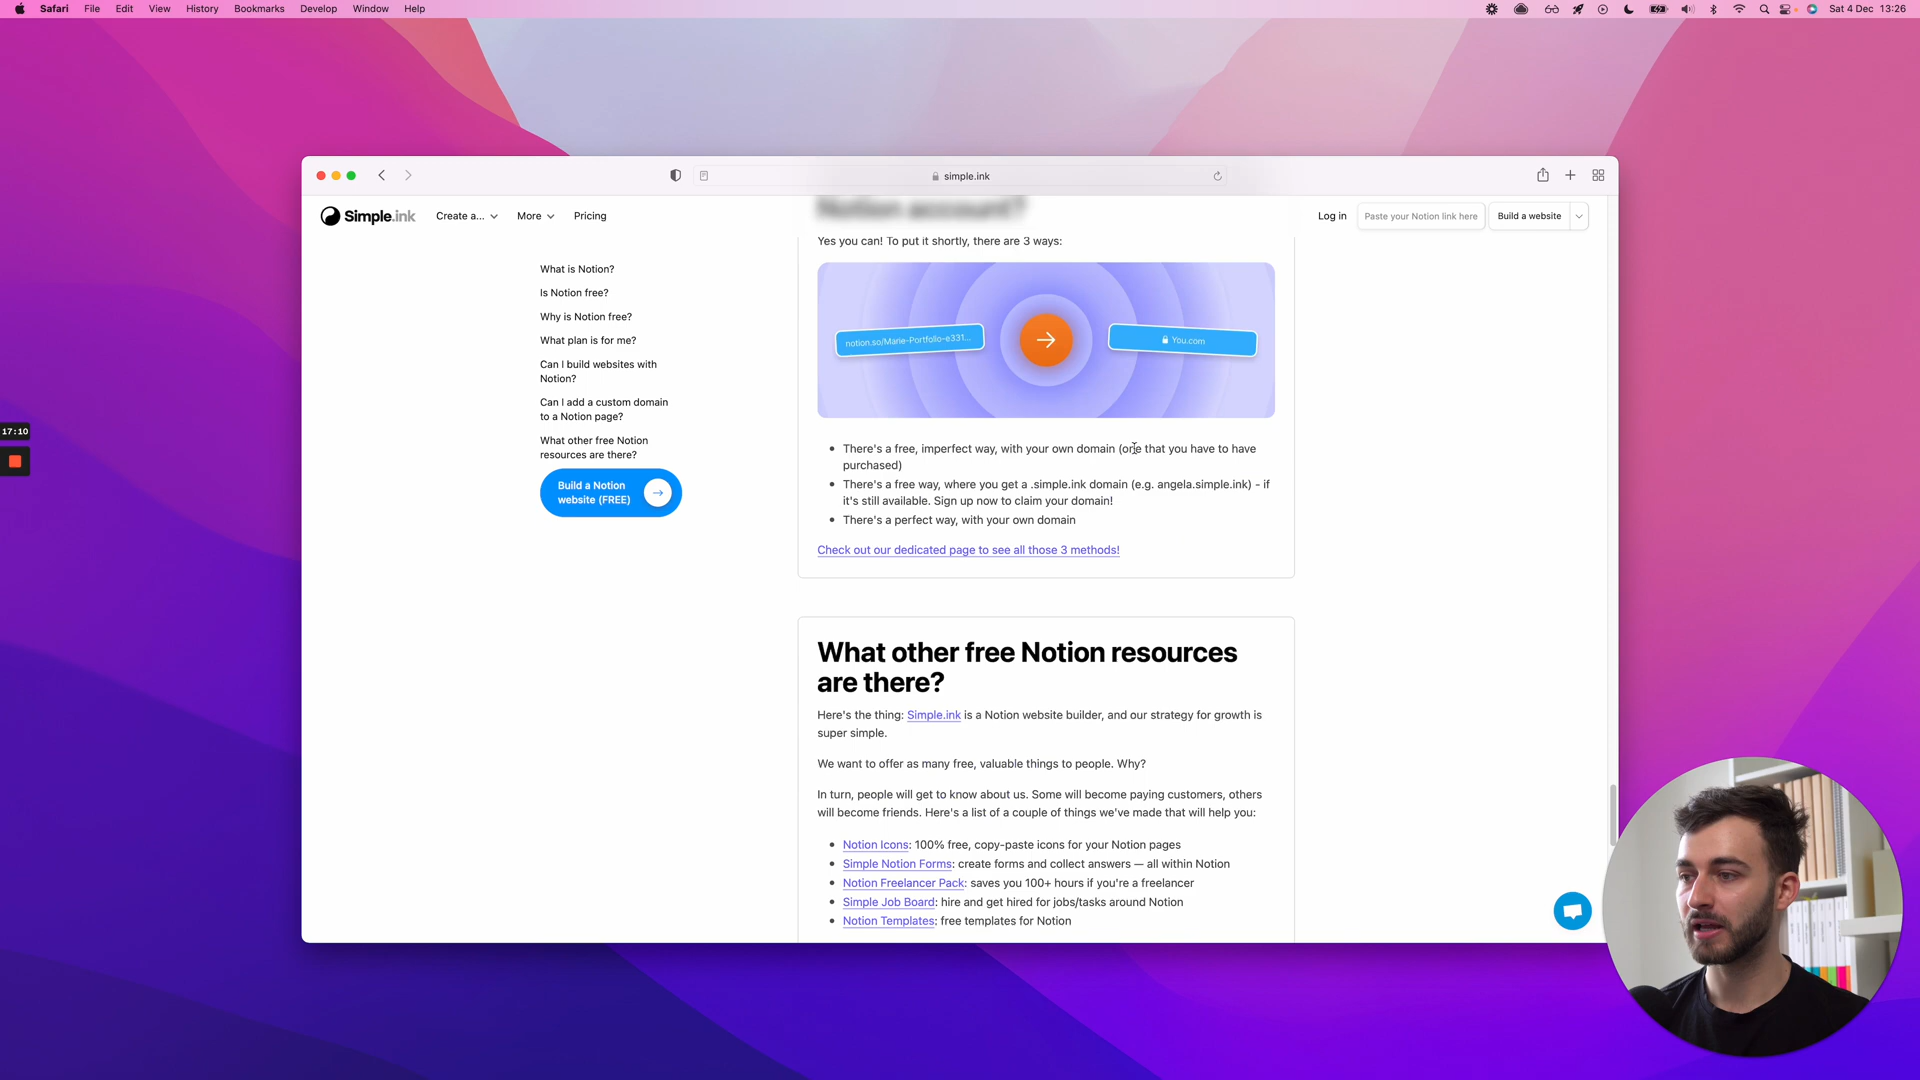 Safari File Edit View History Bookmarks Develop Window Help
Sat 4 Dec 13:26
simple.ink
Simple.ink Create a... More Pricing
Log in Paste your Notion link here Build a website
Notion account?
Yes you can! To put it shortly, there are 3 ways:
What is Notion?
Is Notion free?
Why is Notion free?
What plan is for me?
Can I build websites with
Notion?
Can I add a custom domain
to a Notion page?
What other free Notion
resources are there?
Build a Notion
website (FREE)
17:10
notion.so/Marie-Portfolio-e331...
You.com
There's a free, imperfect way, with your own domain (one that you have to have
purchased)
There's a free way, where you get a .simple.ink domain (e.g. angela.simple.ink) - if
it's still available. Sign up now to claim your domain!
There's a perfect way, with your own domain
Check out our dedicated page to see all those 3 methods!
What other free Notion resources
are there?
Here's the thing: Simple.ink is a Notion website builder, and our strategy for growth is
super simple.
We want to offer as many free, valuable things to people. Why?
In turn, people will get to know about us. Some will become paying customers, others
will become friends. Here's a list of a couple of things we've made that will help you:
Notion Icons: 100% free, copy-paste icons for your Notion pages
Simple Notion Forms: create forms and collect answers — all within Notion
Notion Freelancer Pack: saves you 100+ hours if you're a freelancer
Simple Job Board: hire and get hired for jobs/tasks around Notion
Notion Templates: free templates for Notion